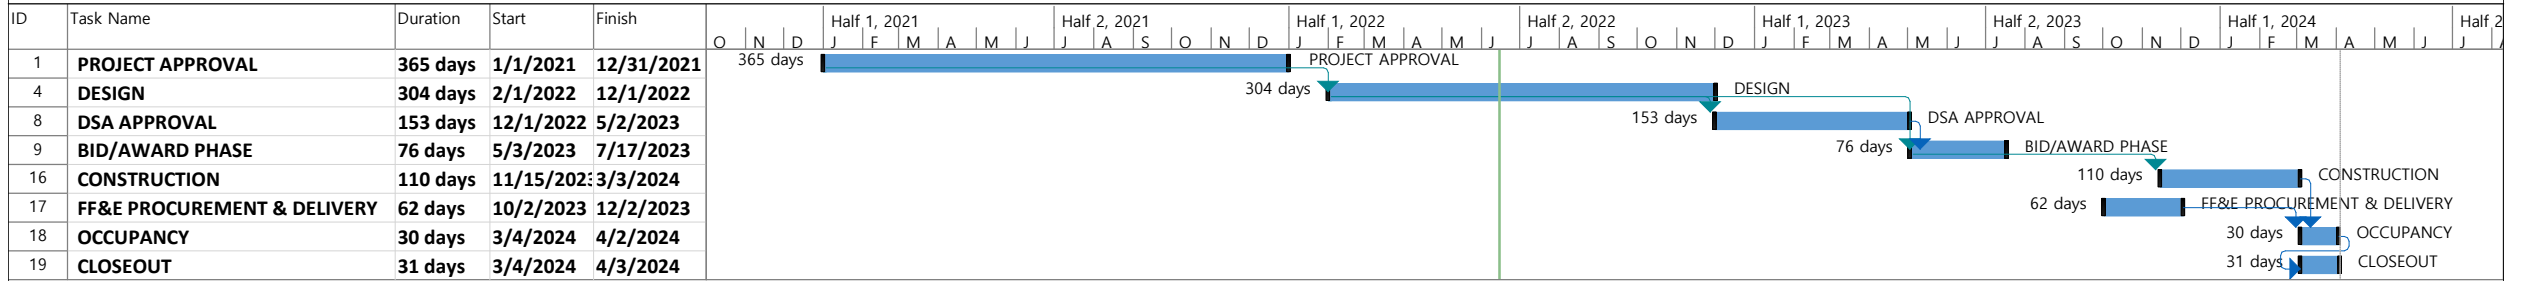 ID Task Name Duration Start Finish Half 1, 2021 Half 2, 2021 Half 1, 2022 Half 2, 2022 Half 1, 2023 Half 2, 2023 Half 1, 2024 Half 2
O N D J F M A M J J A S O N D J F M A M J J A S O N D J F M A M J J A S O N D J F M A M J J A
1 PROJECT APPROVAL 365 days 1/1/2021 12/31/2021 365 days PROJECT APPROVAL
4 DESIGN 304 days 2/1/2022 12/1/2022 304 days DESIGN
8 DSA APPROVAL 153 days 12/1/2022 5/2/2023 153 days DSA APPROVAL
9 BID/AWARD PHASE 76 days 5/3/2023 7/17/2023 76 days BID/AWARD PHASE
16 CONSTRUCTION 110 days 11/15/2023 3/3/2024 110 days CONSTRUCTION
17 FF&E PROCUREMENT & DELIVERY 62 days 10/2/2023 12/2/2023 62 days FF&E PROCUREMENT & DELIVERY
18 OCCUPANCY 30 days 3/4/2024 4/2/2024 30 days OCCUPANCY
19 CLOSEOUT 31 days 3/4/2024 4/3/2024 31 days CLOSEOUT